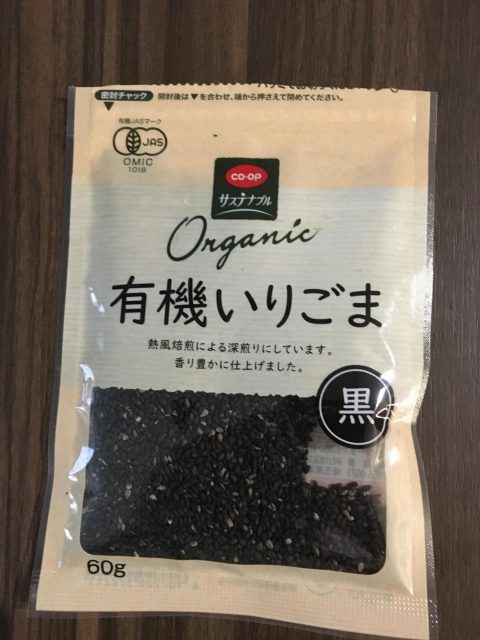 密封チャック
開封後は▼を合わせ、端から押さえて閉めてください。
有機JASマーク
JAS
OMIC
1018
CO·OP
サステナブル
Organic
有機いりごま
熱風焙煎による深煎りにしています。
香り豊かに仕上げました。
黒
60g